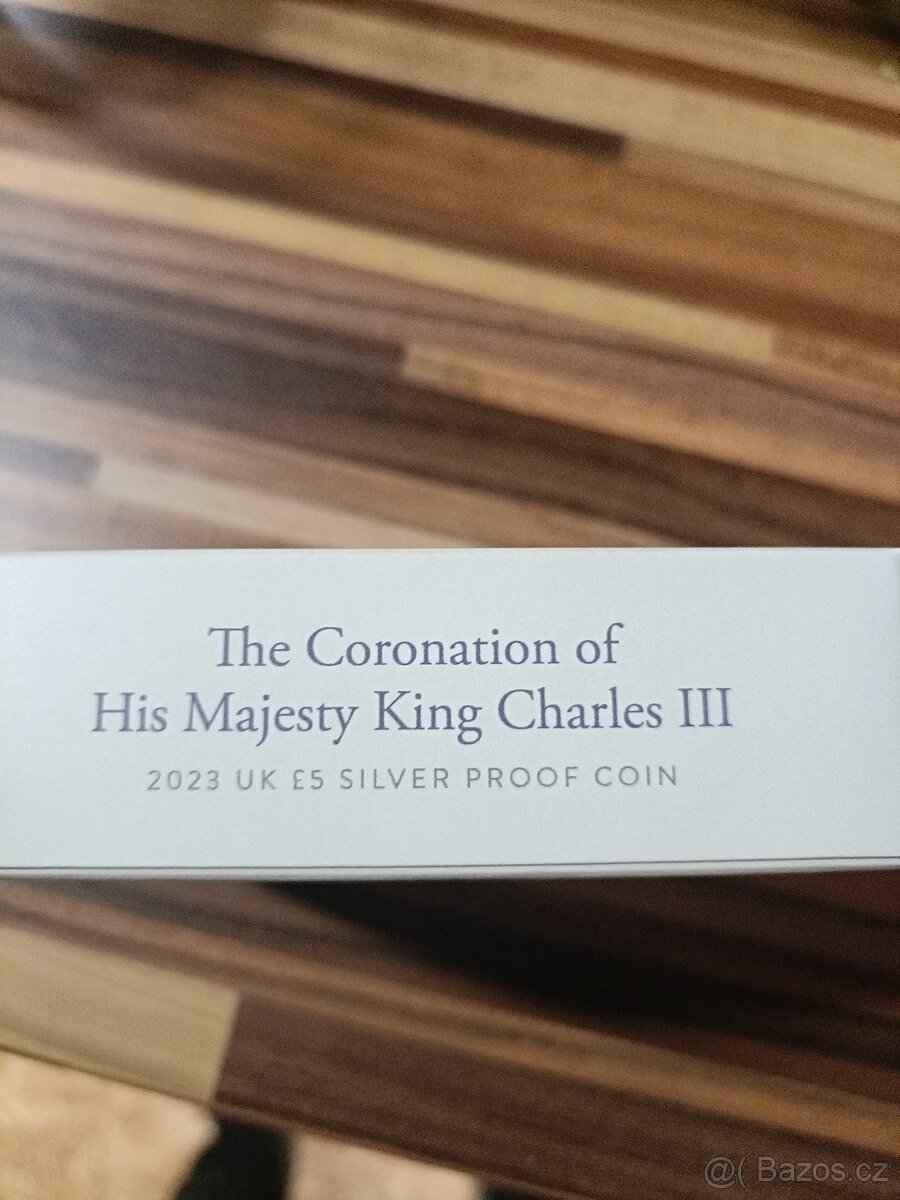 The Coronation of
His Majesty King Charles III
2023 UK £5 SILVER PROOF COIN
@( Bazos.cz